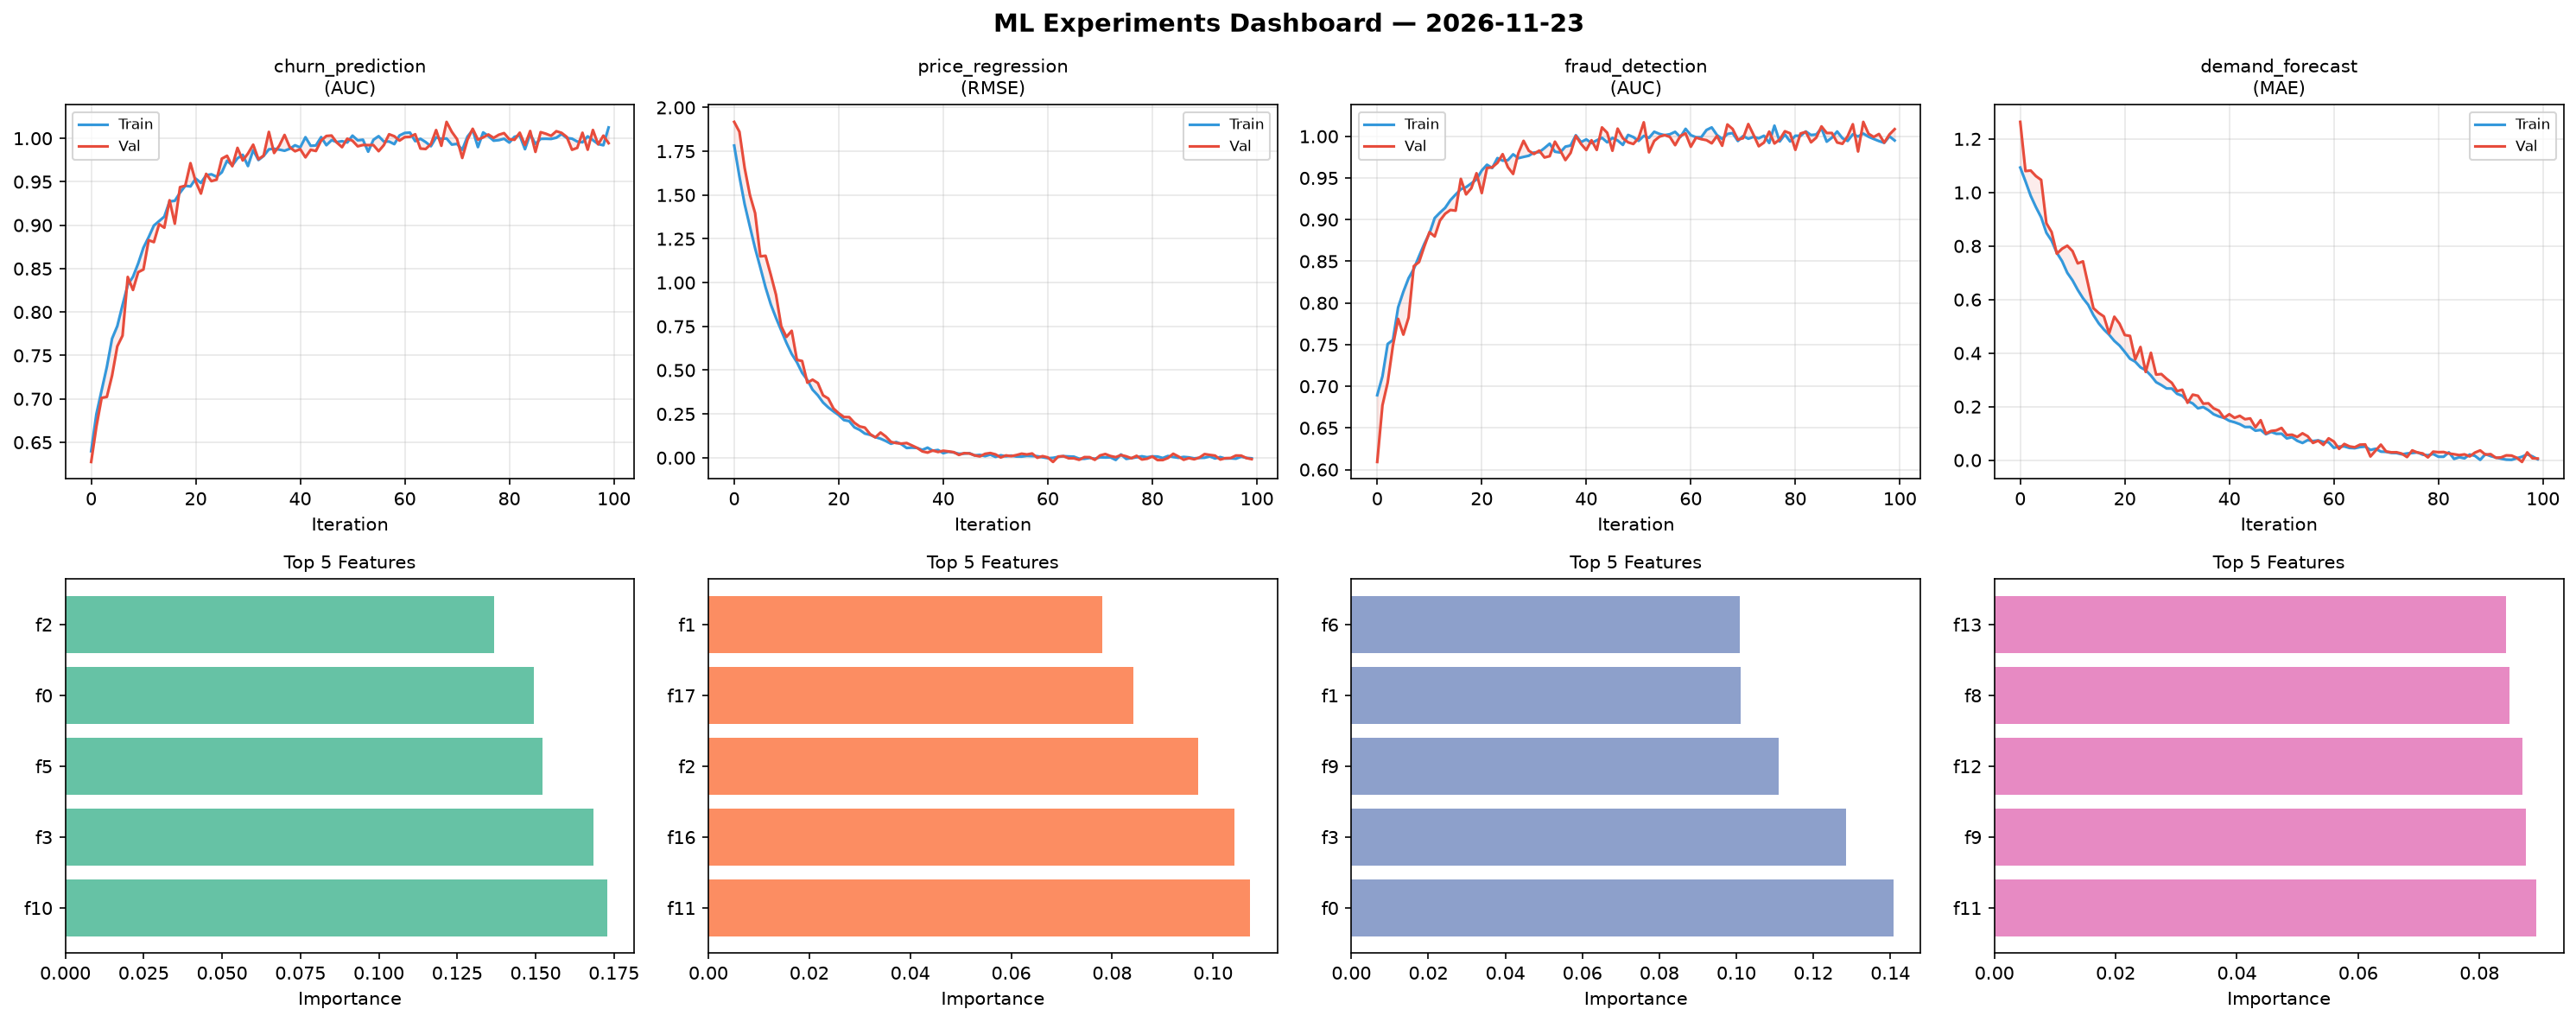 ML Experiments Dashboard — 2026-11-23
churn_prediction
(AUC)
Train
Val
1.00
0.95
0.90
0.85
0.80
0.75
0.70
0.65
0 20 40 60 80 100
Iteration
price_regression
(RMSE)
Train
Val
2.00
1.75
1.50
1.25
1.00
0.75
0.50
0.25
0.00
0 20 40 60 80 100
Iteration
fraud_detection
(AUC)
Train
Val
1.00
0.95
0.90
0.85
0.80
0.75
0.70
0.65
0.60
0 20 40 60 80 100
Iteration
demand_forecast
(MAE)
Train
Val
1.2
1.0
0.8
0.6
0.4
0.2
0.0
0 20 40 60 80 100
Iteration
Top 5 Features
f2
f0
f5
f3
f10
0.000 0.025 0.050 0.075 0.100 0.125 0.150 0.175
Importance
Top 5 Features
f1
f17
f2
f16
f11
0.00 0.02 0.04 0.06 0.08 0.10
Importance
Top 5 Features
f6
f1
f9
f3
f0
0.00 0.02 0.04 0.06 0.08 0.10 0.12 0.14
Importance
Top 5 Features
f13
f8
f12
f9
f11
0.00 0.02 0.04 0.06 0.08
Importance